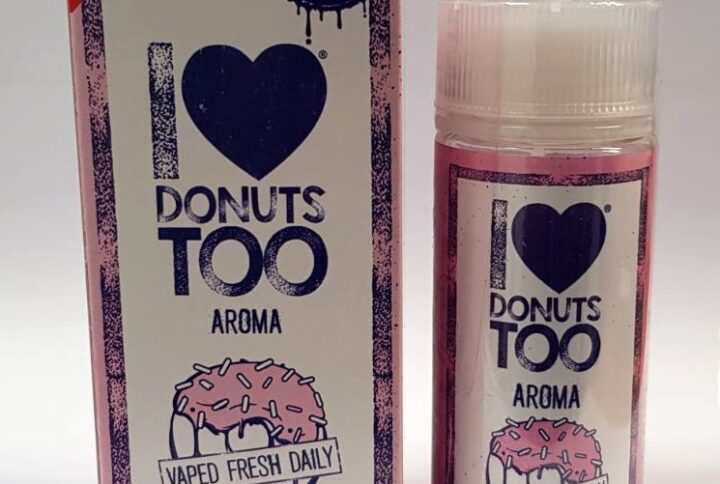 I ♥®
DONUTS
TOO
AROMA
VAPED FRESH DAILY
I ♥®
DONUTS
TOO
AROMA